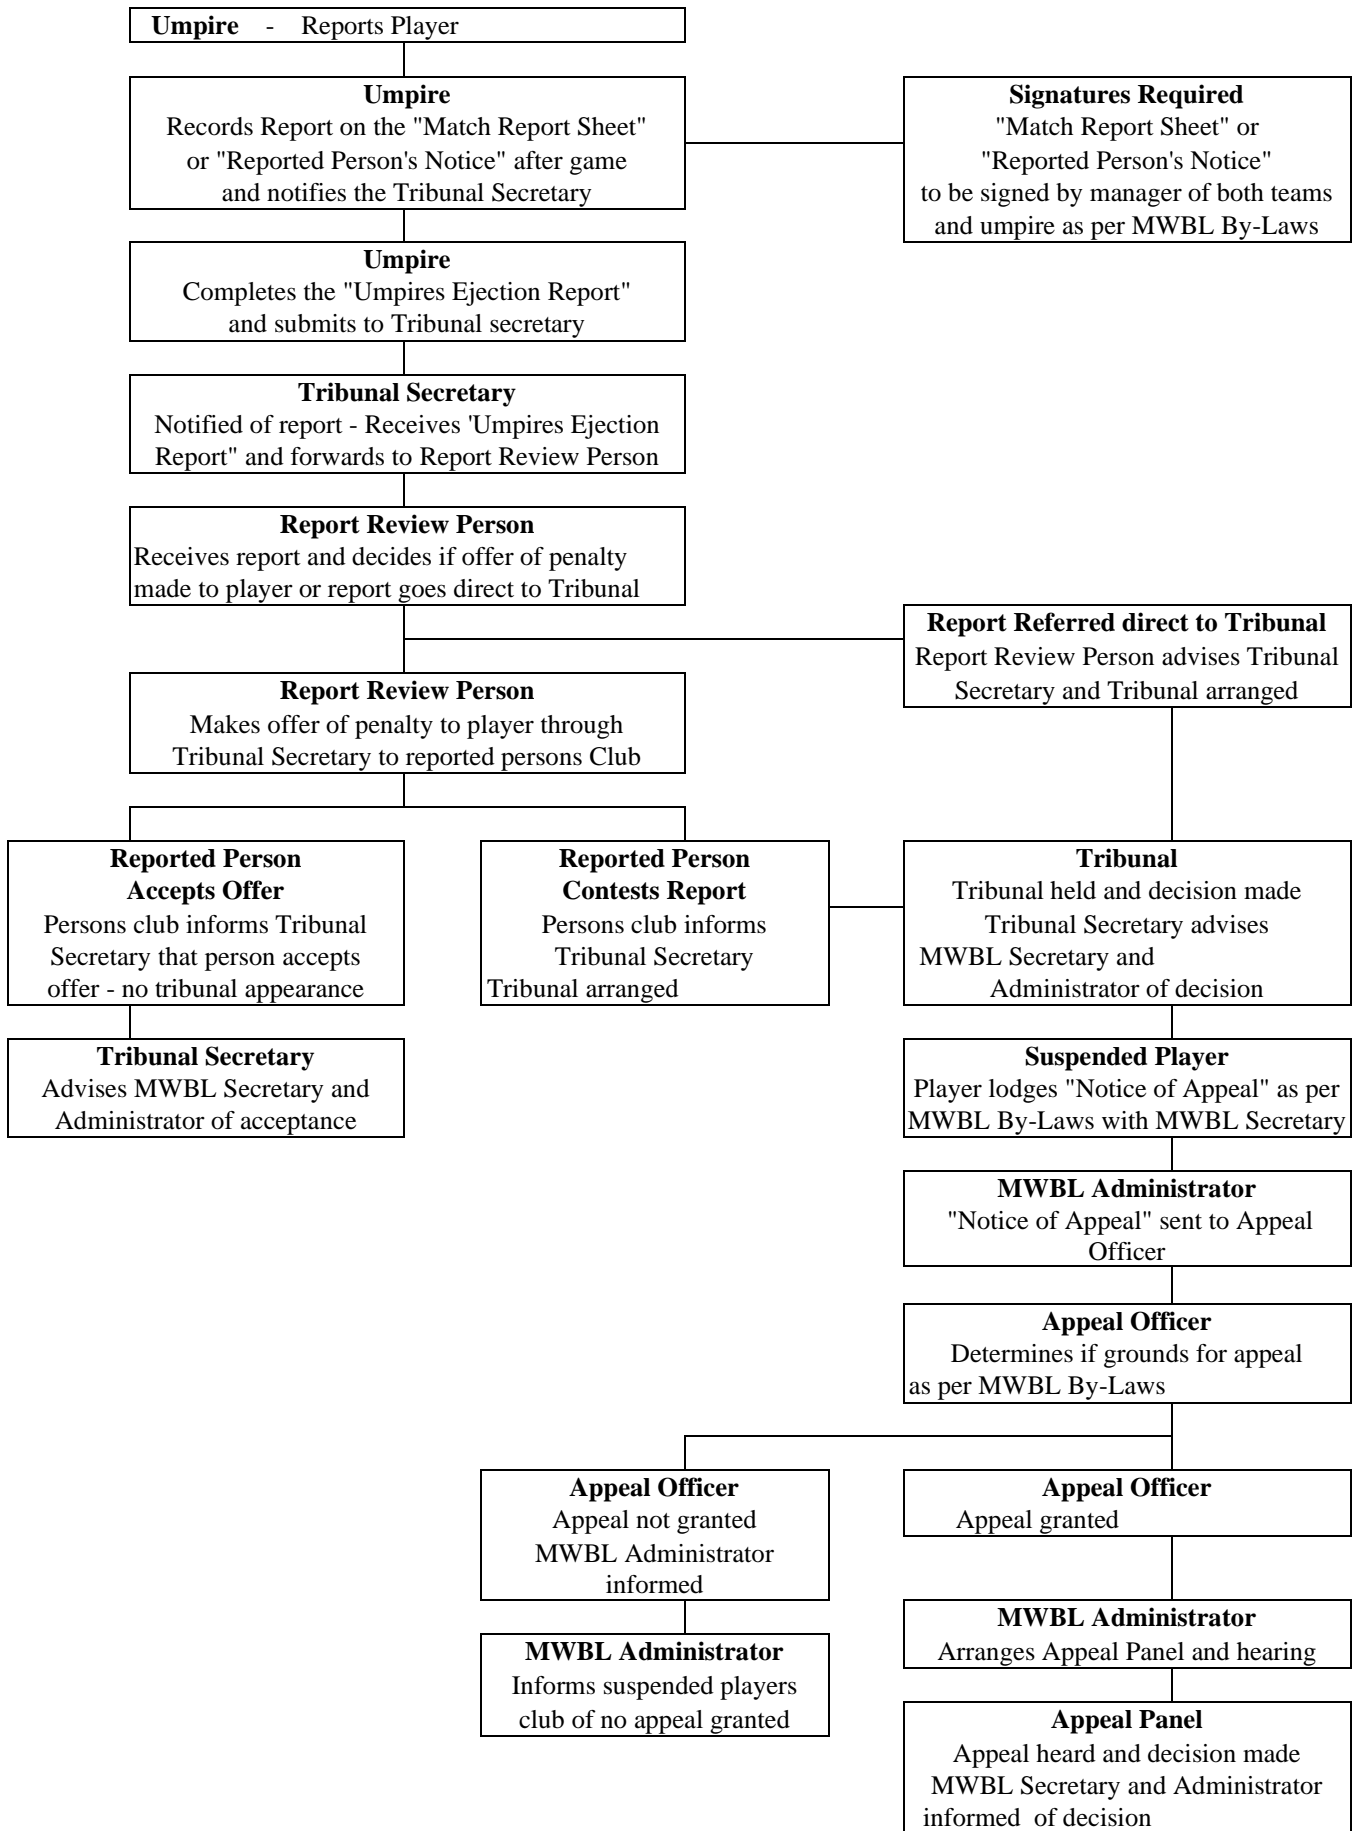 Umpire - Reports Player
Umpire
Records Report on the "Match Report Sheet"
or "Reported Person's Notice" after game
and notifies the Tribunal Secretary
Signatures Required
"Match Report Sheet" or
"Reported Person's Notice"
to be signed by manager of both teams
and umpire as per MWBL By-Laws
Umpire
Completes the "Umpires Ejection Report"
and submits to Tribunal secretary
Tribunal Secretary
Notified of report - Receives 'Umpires Ejection
Report" and forwards to Report Review Person
Report Review Person
Receives report and decides if offer of penalty
made to player or report goes direct to Tribunal
Report Referred direct to Tribunal
Report Review Person advises Tribunal
Secretary and Tribunal arranged
Report Review Person
Makes offer of penalty to player through
Tribunal Secretary to reported persons Club
Reported Person
Accepts Offer
Persons club informs Tribunal
Secretary that person accepts
offer - no tribunal appearance
Reported Person
Contests Report
Persons club informs
Tribunal Secretary
Tribunal arranged
Tribunal
Tribunal held and decision made
Tribunal Secretary advises
MWBL Secretary and
Administrator of decision
Tribunal Secretary
Advises MWBL Secretary and
Administrator of acceptance
Suspended Player
Player lodges "Notice of Appeal" as per
MWBL By-Laws with MWBL Secretary
MWBL Administrator
"Notice of Appeal" sent to Appeal
Officer
Appeal Officer
Determines if grounds for appeal
as per MWBL By-Laws
Appeal Officer
Appeal not granted
MWBL Administrator
informed
Appeal Officer
Appeal granted
MWBL Administrator
Informs suspended players
club of no appeal granted
MWBL Administrator
Arranges Appeal Panel and hearing
Appeal Panel
Appeal heard and decision made
MWBL Secretary and Administrator
informed of decision